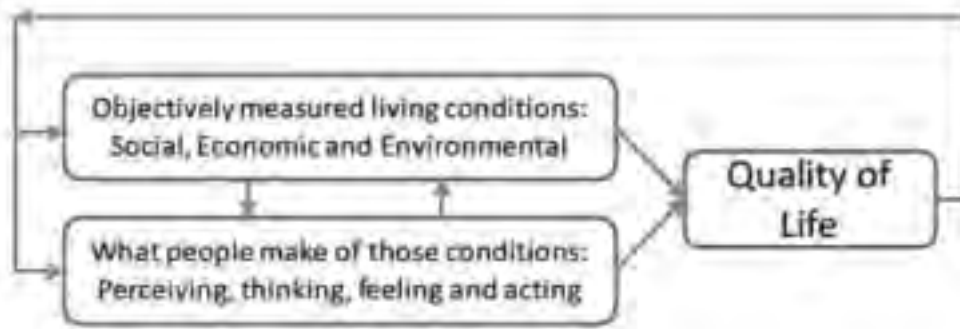 Objectively measured living conditions:
Social, Economic and Environmental
Quality of
Life
What people make of those conditions:
Perceiving, thinking, feeling and acting